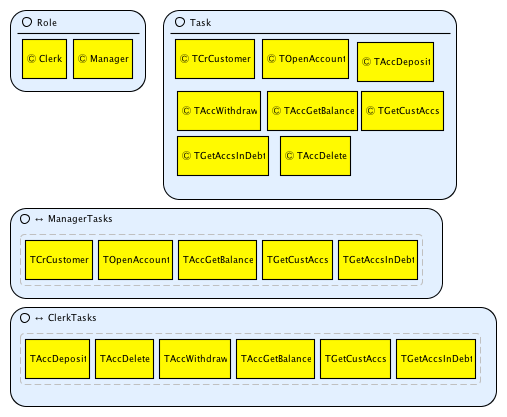 Role
© Clerk © Manager
Task
© TCrCustomer © TOpenAccount © TAccDeposit
© TAccWithdraw © TAccGetBalance © TGetCustAccs
© TGetAccsInDebt © TAccDelete
↔ ManagerTasks
TCrCustomer TOpenAccount TAccGetBalance TGetCustAccs TGetAccsInDebt
↔ ClerkTasks
TAccDeposit TAccDelete TAccWithdraw TAccGetBalance TGetCustAccs TGetAccsInDebt